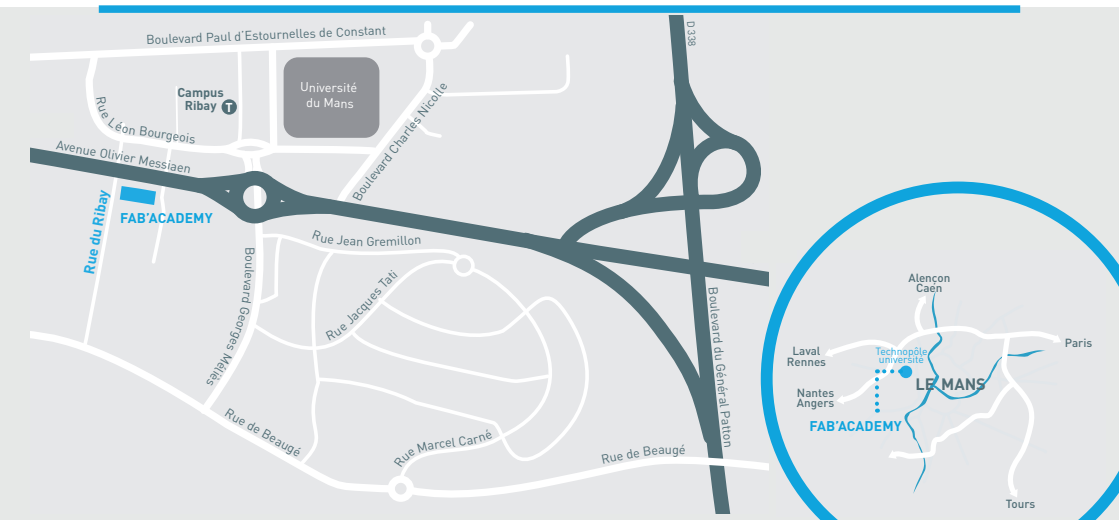 Boulevard Paul d'Estournelles de Constant
D 338
Campus
Ribay T
Université
du Mans
Boulevard Charles Nicolle
Rue Léon Bourgeois
Avenue Olivier Messiaen
Rue du Ribay
FAB'ACADEMY
Boulevard Georges Méliès
Rue Jean Gremillon
Rue Jacques Tati
Boulevard du Général Patton
Rue de Beaugé
Rue Marcel Carné
Rue de Beaugé
Alençon
Caen
Paris
Laval
Rennes
Technopôle
université
LE MANS
Nantes
Angers
FAB'ACADEMY
Tours